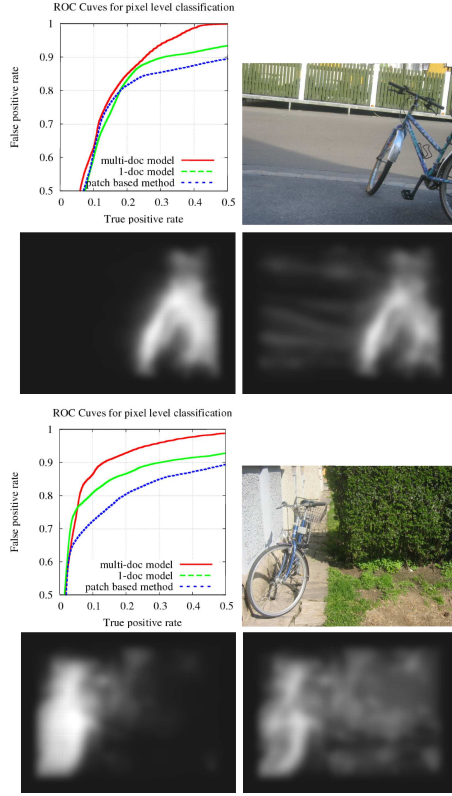 ROC Cuves for pixel level classification
1
0.9
0.8
0.7
0.6
0.5
False positive rate
multi-doc model
1-doc model
patch based method
0 0.1 0.2 0.3 0.4 0.5
True positive rate
ROC Cuves for pixel level classification
1
0.9
0.8
0.7
0.6
0.5
False positive rate
multi-doc model
1-doc model
patch based method
0 0.1 0.2 0.3 0.4 0.5
True positive rate